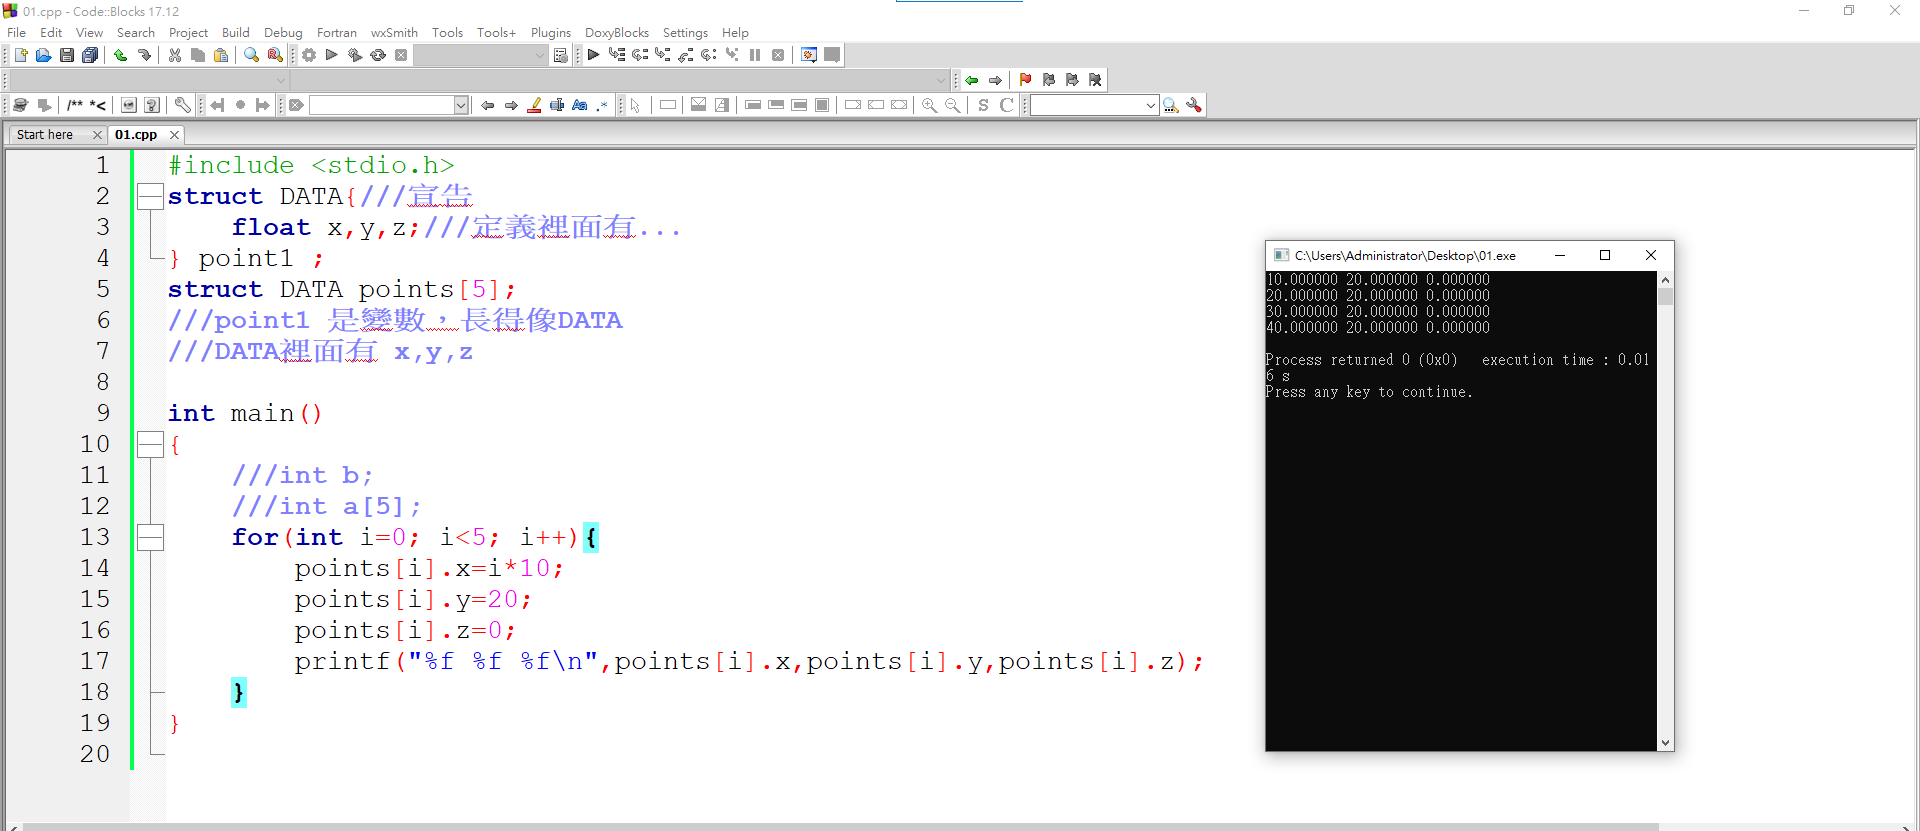 01.cpp - Code::Blocks 17.12
File Edit View Search Project Build Debug Fortran wxSmith Tools Tools+ Plugins DoxyBlocks Settings Help
/** *<
Aa .*
S C
Start here 01.cpp
1 #include <stdio.h>
2 struct DATA{///宣告
3 float x,y,z;///定義裡面有...
4 } point1 ;
5 struct DATA points[5];
6 ///point1 是變數，長得像DATA
7 ///DATA裡面有 x,y,z
8
9 int main()
10 {
11 ///int b;
12 ///int a[5];
13 for(int i=0; i<5; i++){
14 points[i].x=i*10;
15 points[i].y=20;
16 points[i].z=0;
17 printf("%f %f %f\n",points[i].x,points[i].y,points[i].z);
18 }
19 }
20
C:\Users\Administrator\Desktop\01.exe
10.000000 20.000000 0.000000
20.000000 20.000000 0.000000
30.000000 20.000000 0.000000
40.000000 20.000000 0.000000
Process returned 0 (0x0) execution time : 0.01
6 s
Press any key to continue.